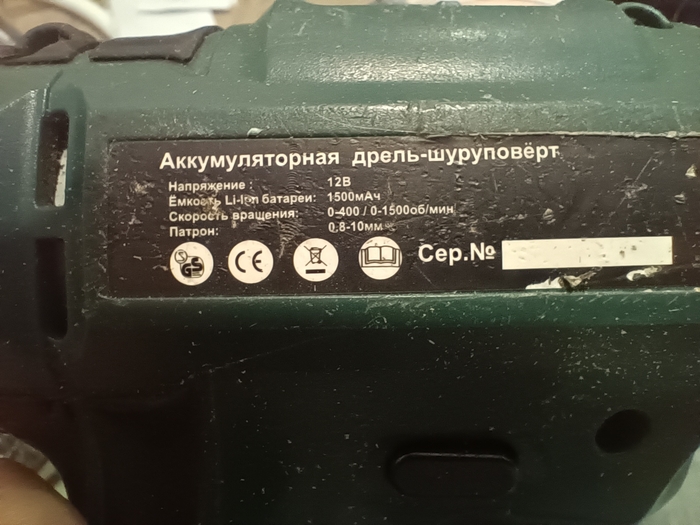 Аккумуляторная дрель-шуруповёрт
Напряжение : 12В
Ёмкость Li-Ion батареи: 1500мАч
Скорость вращения: 0-400 / 0-1500об/мин
Патрон: 0.8-10мм
GS CE Сер.№